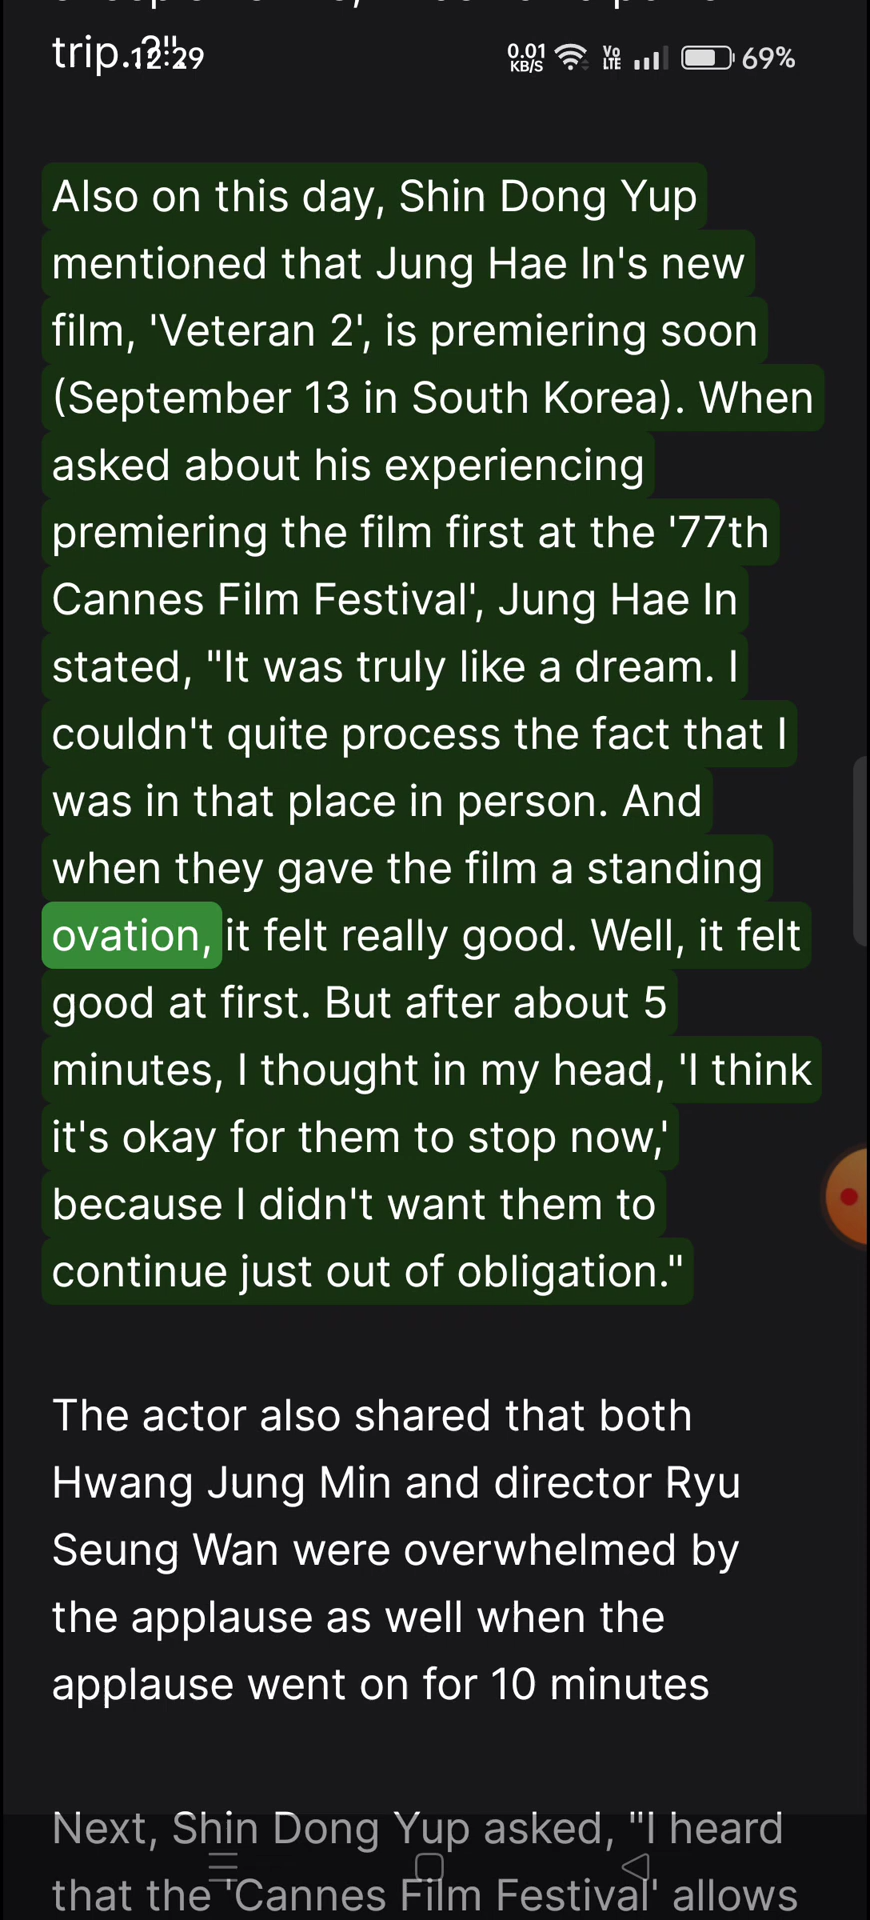 trip.
12:29
0.01 KB/S Vo LTE 69%
Also on this day, Shin Dong Yup
mentioned that Jung Hae In's new
film, 'Veteran 2', is premiering soon
(September 13 in South Korea). When
asked about his experiencing
premiering the film first at the '77th
Cannes Film Festival', Jung Hae In
stated, "It was truly like a dream. I
couldn't quite process the fact that I
was in that place in person. And
when they gave the film a standing
ovation, it felt really good. Well, it felt
good at first. But after about 5
minutes, I thought in my head, 'I think
it's okay for them to stop now,'
because I didn't want them to
continue just out of obligation."
The actor also shared that both
Hwang Jung Min and director Ryu
Seung Wan were overwhelmed by
the applause as well when the
applause went on for 10 minutes
Next, Shin Dong Yup asked, "I heard
that the 'Cannes Film Festival' allows